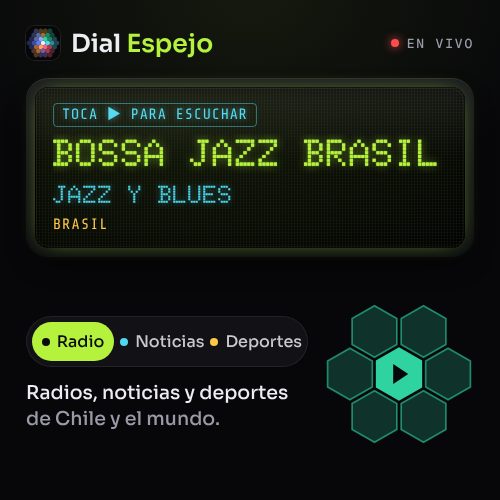 Dial Espejo
EN VIVO
TOCA ▶ PARA ESCUCHAR
BOSSA JAZZ BRASIL
JAZZ Y BLUES
BRASIL
Radio Noticias Deportes
Radios, noticias y deportes
de Chile y el mundo.